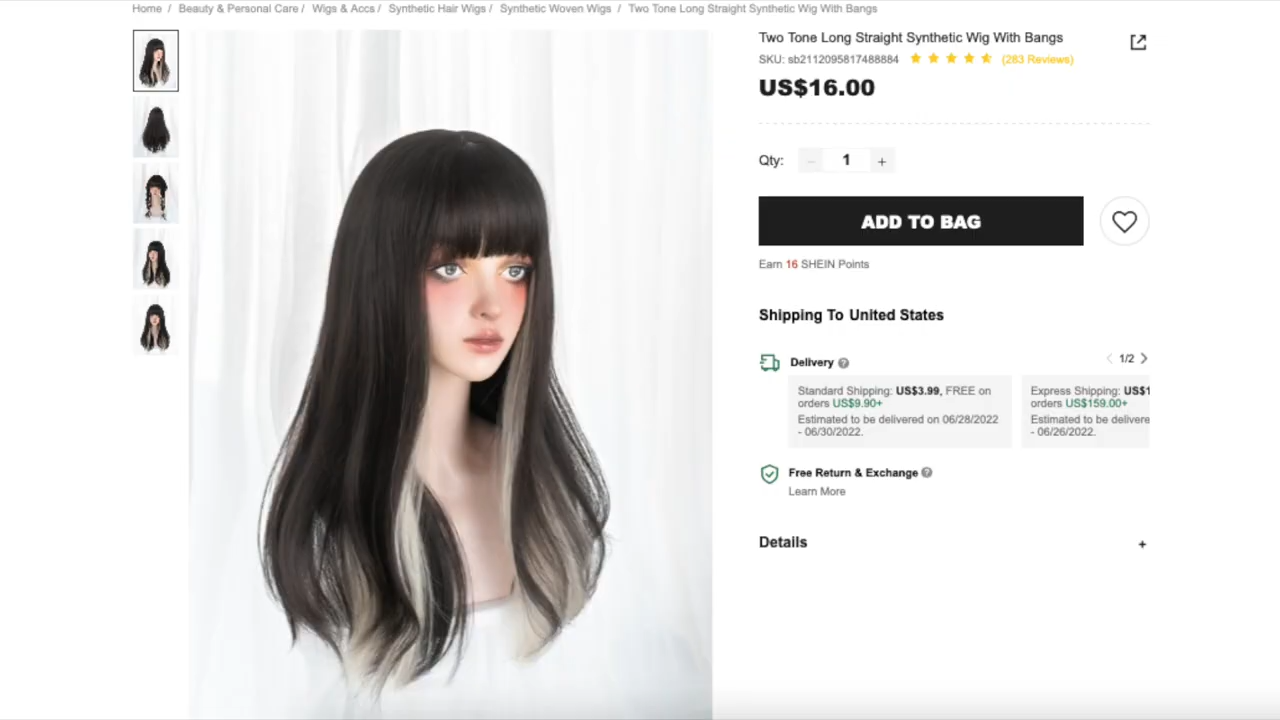 Home / Beauty & Personal Care / Wigs & Accs / Synthetic Hair Wigs / Synthetic Woven Wigs / Two Tone Long Straight Synthetic Wig With Bangs
Two Tone Long Straight Synthetic Wig With Bangs
SKU: sb2112095817488884 (283 Reviews)
US$16.00
Qty: − 1 +
ADD TO BAG
Earn 16 SHEIN Points
Shipping To United States
Delivery ? 1/2
Standard Shipping: US$3.99, FREE on
orders US$9.90+
Estimated to be delivered on 06/28/2022
- 06/30/2022.
Express Shipping: US$1
orders US$159.00+
Estimated to be delivere
- 06/26/2022.
Free Return & Exchange ?
Learn More
Details +